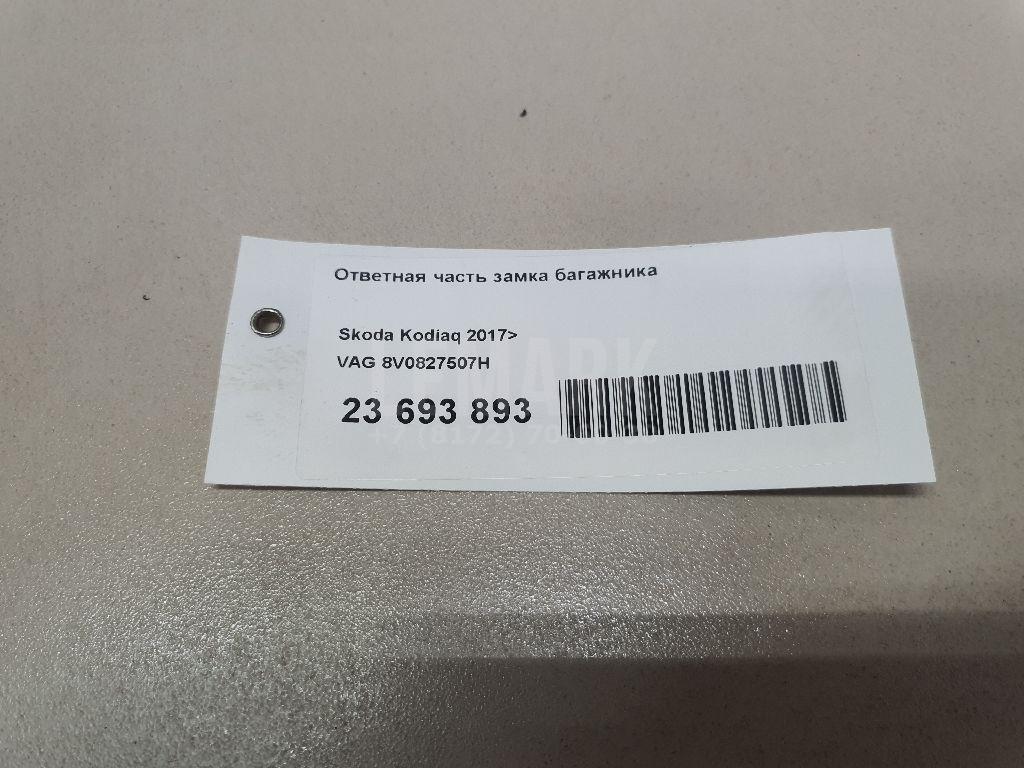 Ответная часть замка багажника
Skoda Kodiaq 2017>
VAG 8V0827507H
23 693 893